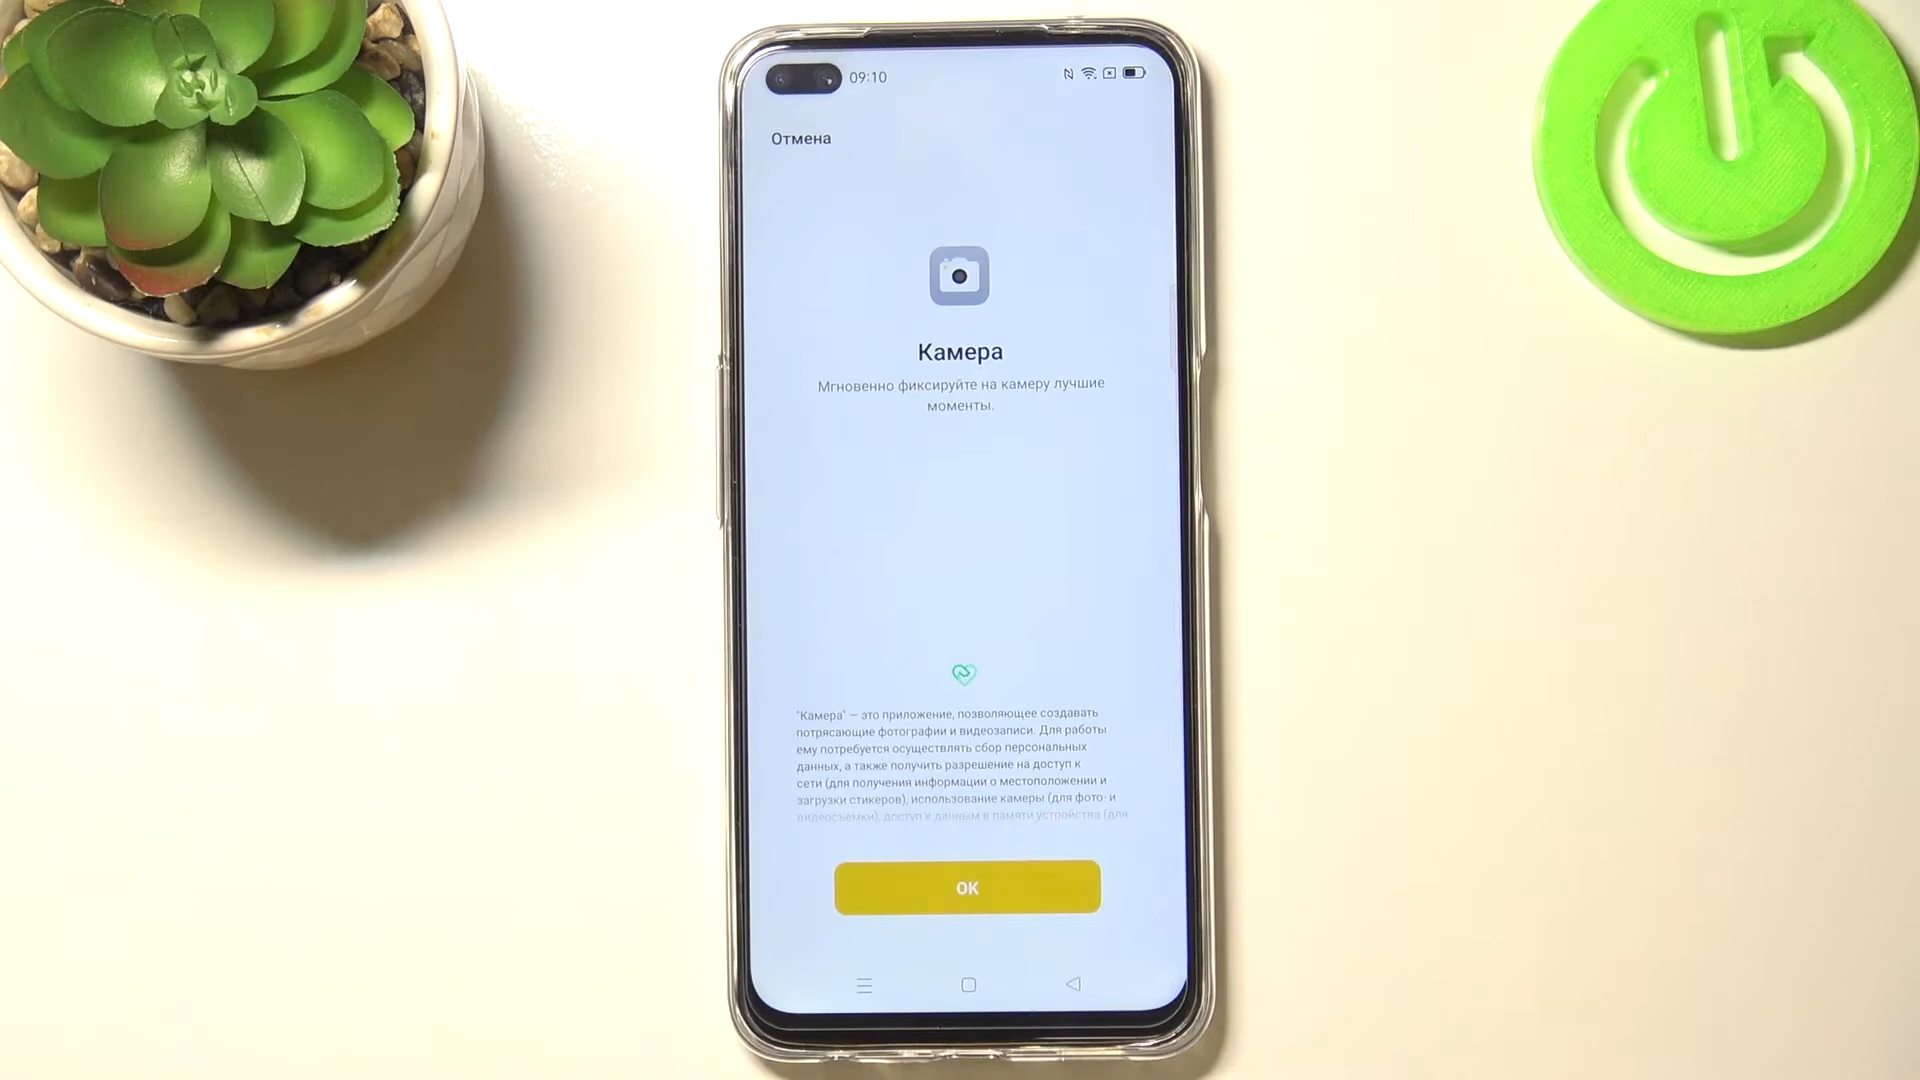 09:10
Отмена
Камера
Мгновенно фиксируйте на камеру лучшие
моменты.
"Камера" — это приложение, позволяющее создавать
потрясающие фотографии и видеозаписи. Для работы
ему потребуется осуществлять сбор персональных
данных, а также получить разрешение на доступ к
сети (для получения информации о местоположении и
загрузки стикеров), использование камеры (для фото- и
видеосъемки), доступ к данным в памяти устройства (для
OK